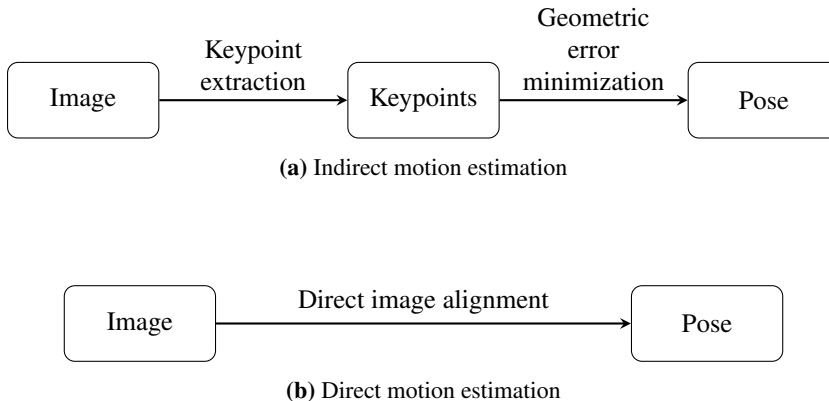 Image
Keypoint
extraction
Keypoints
Geometric
error
minimization
Pose
(a) Indirect motion estimation
Image
Direct image alignment
Pose
(b) Direct motion estimation